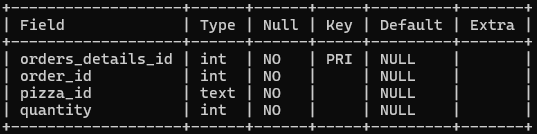 +-------------------+------+------+-----+---------+-------+
| Field             | Type | Null | Key | Default | Extra |
+-------------------+------+------+-----+---------+-------+
| orders_details_id | int  | NO   | PRI | NULL    |       |
| order_id          | int  | NO   |     | NULL    |       |
| pizza_id          | text | NO   |     | NULL    |       |
| quantity          | int  | NO   |     | NULL    |       |
+-------------------+------+------+-----+---------+-------+